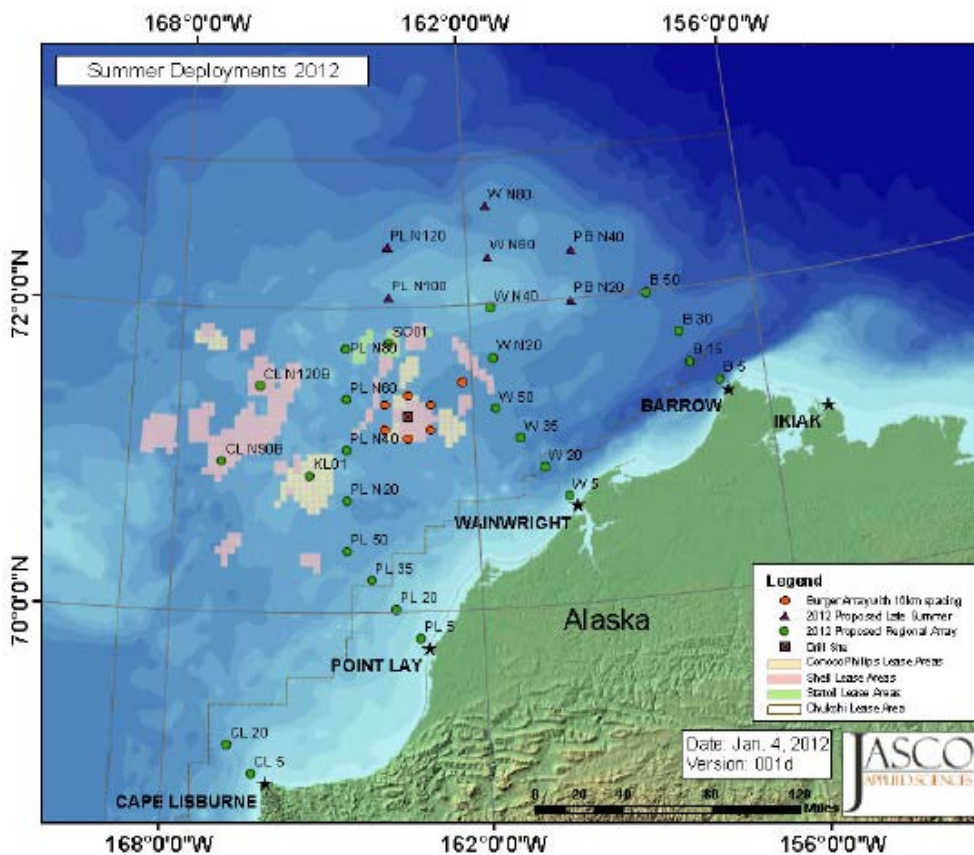 168°0'0"W
162°0'0"W
156°0'0"W
Summer Deployments 2012
W N80
PL N120
W N60
PB N40
PL N100
W N40
PB N20
B 50
72°0'0"N
B 30
SO01
PL N80
W N20
B 15
CL N120B
PL N60
B 5
W 50
BARROW
IKIAK
PL N40
W 35
CL N90B
KL01
W 20
PL N20
W 5
WAINWRIGHT
PL 50
PL 35
70°0'0"N
PL 20
PL 5
Alaska
POINT LAY
CL 20
CL 5
CAPE LISBURNE
Legend
Burger Array with 16km spacing
2012 Proposed Late Summer
2012 Proposed Regional Array
Drill Site
ConocoPhillips Lease Areas
Shell Lease Areas
Statoil Lease Areas
Chukchi Lease Area
Date: Jan. 4, 2012
Version: 001d
JASCO
APPLIED SCIENCES
0 20 40 80 120
Miles
168°0'0"W
162°0'0"W
156°0'0"W